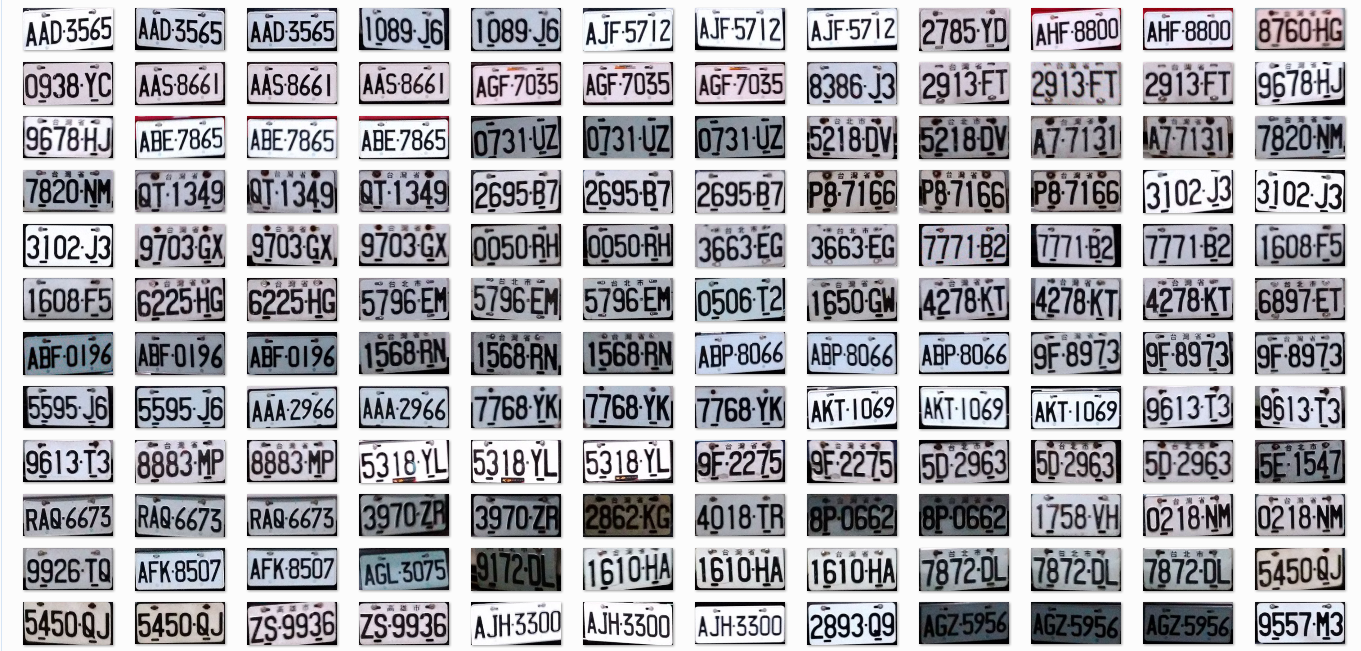 AAD·3565 AAD·3565 AAD·3565 1089·J6 1089·J6 AJF·5712 AJF·5712 AJF·5712 2785·YD AHF·8800 AHF·8800 8760·HG
0938·YC AAS·8661 AAS·8661 AAS·8661 AGF·7035 AGF·7035 AGF·7035 8386·J3 2913·FT 2913·FT 2913·FT 9678·HJ
9678·HJ ABE·7865 ABE·7865 ABE·7865 0731·UZ 0731·UZ 0731·UZ 5218·DV 5218·DV A7·7131 A7·7131 7820·NM
7820·NM QT·1349 QT·1349 QT·1349 2695·B7 2695·B7 2695·B7 P8·7166 P8·7166 P8·7166 3102·J3 3102·J3
3102·J3 9703·GX 9703·GX 9703·GX 0050·RH 0050·RH 3663·EG 3663·EG 7771·B2 7771·B2 7771·B2 1608·F5
1608·F5 6225·HG 6225·HG 5796·EM 5796·EM 5796·EM 0506·T2 1650·GW 4278·KT 4278·KT 4278·KT 6897·ET
ABF·0196 ABF·0196 ABF·0196 1568·RN 1568·RN 1568·RN ABP·8066 ABP·8066 ABP·8066 9F·8973 9F·8973 9F·8973
5595·J6 5595·J6 AAA·2966 AAA·2966 7768·YK 7768·YK 7768·YK AKT·1069 AKT·1069 AKT·1069 9613·T3 9613·T3
9613·T3 8883·MP 8883·MP 5318·YL 5318·YL 5318·YL 9F·2275 9F·2275 5D·2963 5D·2963 5D·2963 5E·1547
RAQ·6673 RAQ·6673 RAQ·6673 3970·ZR 3970·ZR 2862·KG 4018·TR 8P·0662 8P·0662 1758·VH 0218·NM 0218·NM
9926·TQ AFK·8507 AFK·8507 AGL·3075 9172·DL 1610·HA 1610·HA 1610·HA 7872·DL 7872·DL 7872·DL 5450·QJ
5450·QJ 5450·QJ ZS·9936 ZS·9936 AJH·3300 AJH·3300 AJH·3300 2893·Q9 AGZ·5956 AGZ·5956 AGZ·5956 9557·M3